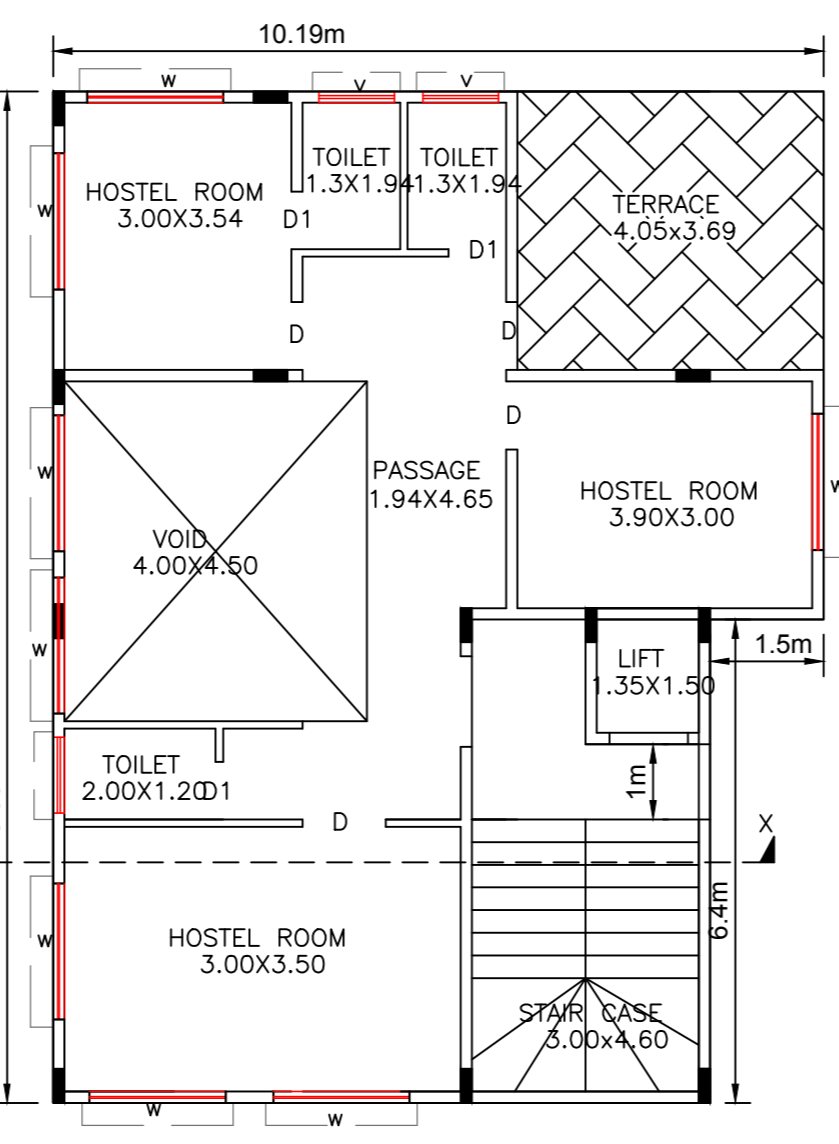 10.19m
w
v
v
TOILET
1.3X1.94
TOILET
1.3X1.94
HOSTEL ROOM
3.00X3.54
w
D1
TERRACE
4.05x3.69
D1
D
D
D
w
PASSAGE
1.94X4.65
HOSTEL ROOM
3.90X3.00
w
VOID
4.00X4.50
w
LIFT
1.35X1.50
1.5m
TOILET
2.00X1.20
D1
1m
D
X
6.4m
w
HOSTEL ROOM
3.00X3.50
STAIR CASE
3.00x4.60
w
w